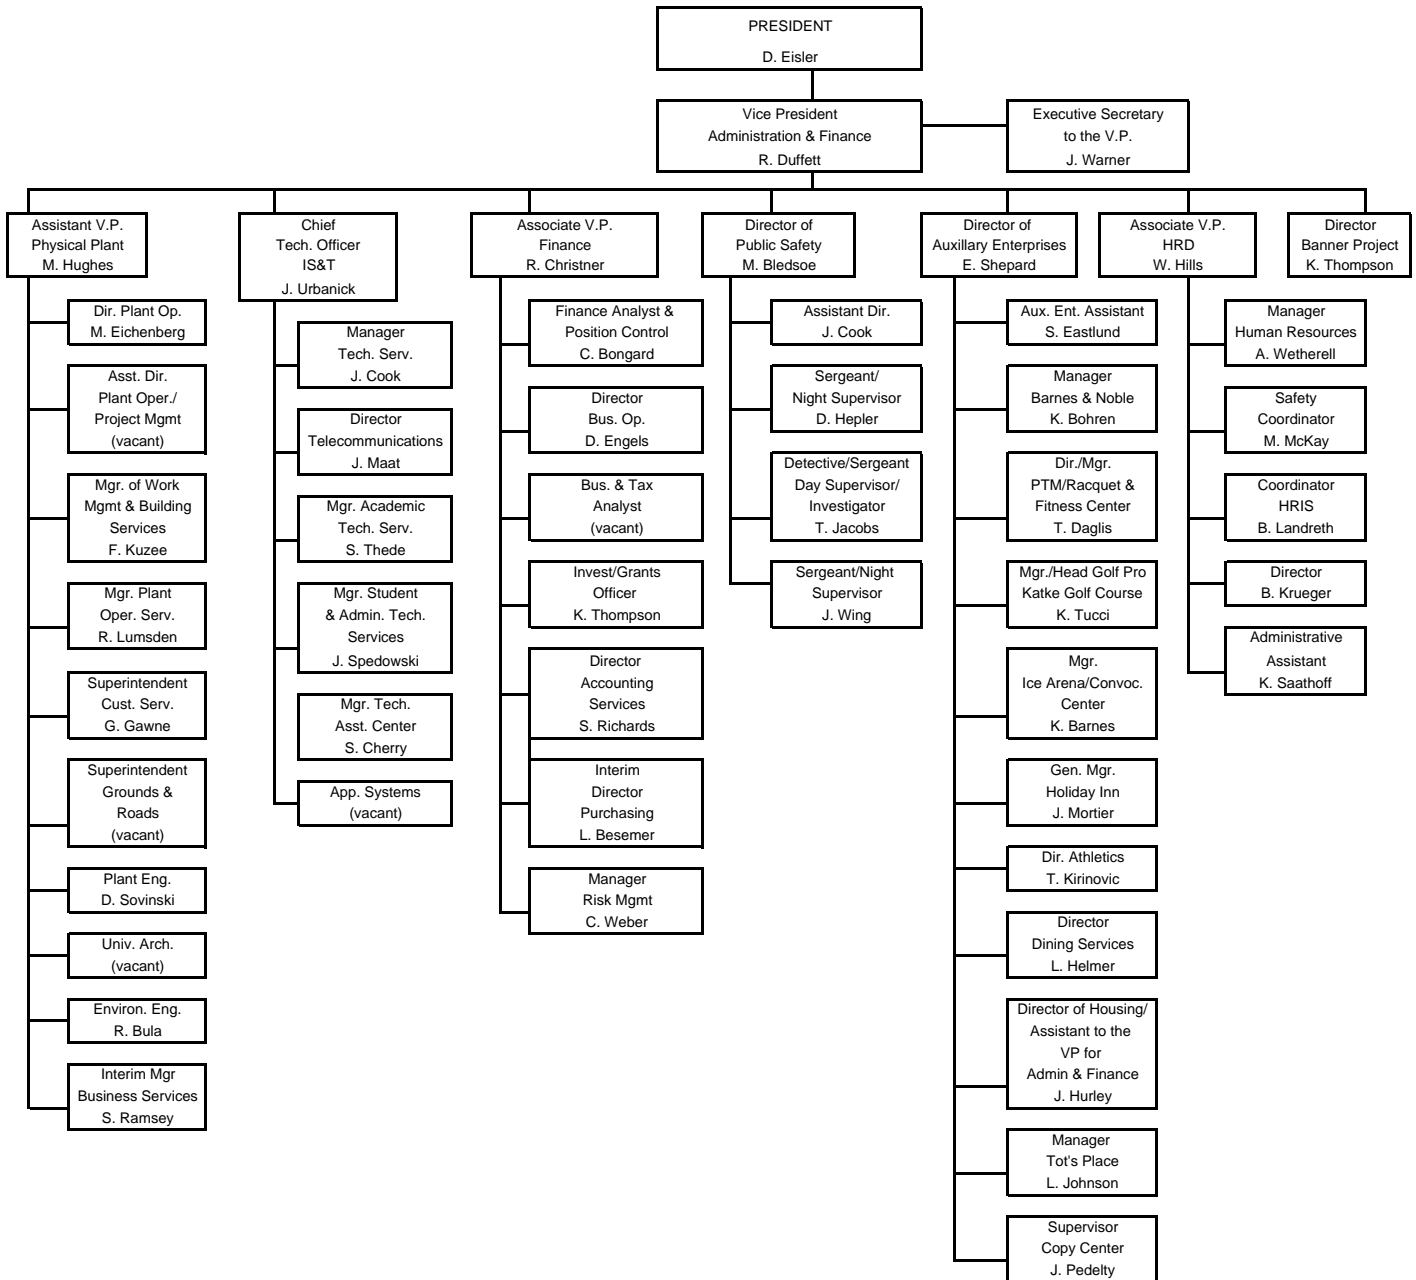 PRESIDENT
D. Eisler
Vice President
Administration & Finance
R. Duffett
Executive Secretary
to the V.P.
J. Warner
Assistant V.P.
Physical Plant
M. Hughes
Chief
Tech. Officer
IS&T
J. Urbanick
Associate V.P.
Finance
R. Christner
Director of
Public Safety
M. Bledsoe
Director of
Auxillary Enterprises
E. Shepard
Associate V.P.
HRD
W. Hills
Director
Banner Project
K. Thompson
Dir. Plant Op.
M. Eichenberg
Asst. Dir.
Plant Oper./
Project Mgmt
(vacant)
Mgr. of Work
Mgmt & Building
Services
F. Kuzee
Mgr. Plant
Oper. Serv.
R. Lumsden
Superintendent
Cust. Serv.
G. Gawne
Superintendent
Grounds &
Roads
(vacant)
Plant Eng.
D. Sovinski
Univ. Arch.
(vacant)
Environ. Eng.
R. Bula
Interim Mgr
Business Services
S. Ramsey
Manager
Tech. Serv.
J. Cook
Director
Telecommunications
J. Maat
Mgr. Academic
Tech. Serv.
S. Thede
Mgr. Student
& Admin. Tech.
Services
J. Spedowski
Mgr. Tech.
Asst. Center
S. Cherry
App. Systems
(vacant)
Finance Analyst &
Position Control
C. Bongard
Director
Bus. Op.
D. Engels
Bus. & Tax
Analyst
(vacant)
Invest/Grants
Officer
K. Thompson
Director
Accounting
Services
S. Richards
Interim
Director
Purchasing
L. Besemer
Manager
Risk Mgmt
C. Weber
Assistant Dir.
J. Cook
Sergeant/
Night Supervisor
D. Hepler
Detective/Sergeant
Day Supervisor/
Investigator
T. Jacobs
Sergeant/Night
Supervisor
J. Wing
Aux. Ent. Assistant
S. Eastlund
Manager
Barnes & Noble
K. Bohren
Dir./Mgr.
PTM/Racquet &
Fitness Center
T. Daglis
Mgr./Head Golf Pro
Katke Golf Course
K. Tucci
Mgr.
Ice Arena/Convoc.
Center
K. Barnes
Gen. Mgr.
Holiday Inn
J. Mortier
Dir. Athletics
T. Kirinovic
Director
Dining Services
L. Helmer
Director of Housing/
Assistant to the
VP for
Admin & Finance
J. Hurley
Manager
Tot's Place
L. Johnson
Supervisor
Copy Center
J. Pedelty
Manager
Human Resources
A. Wetherell
Safety
Coordinator
M. McKay
Coordinator
HRIS
B. Landreth
Director
B. Krueger
Administrative
Assistant
K. Saathoff